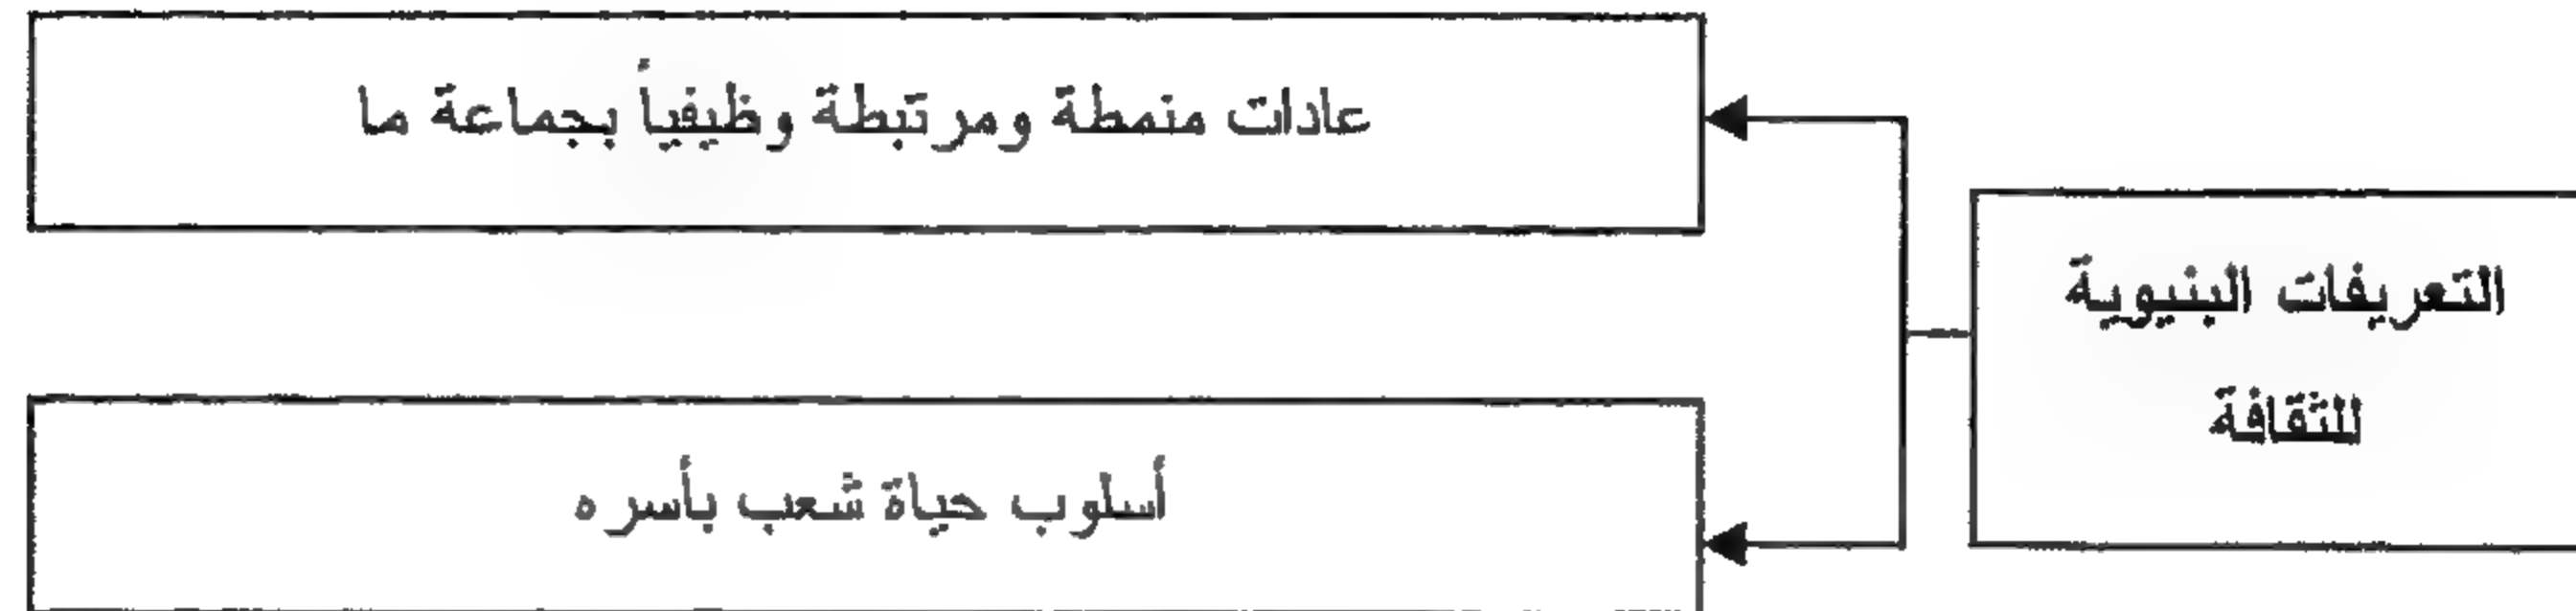 التعريفات البنيوية
للثقافة
عادات منمطة ومرتبطة وظيفياً بجماعة ما
أسلوب حياة شعب بأسره